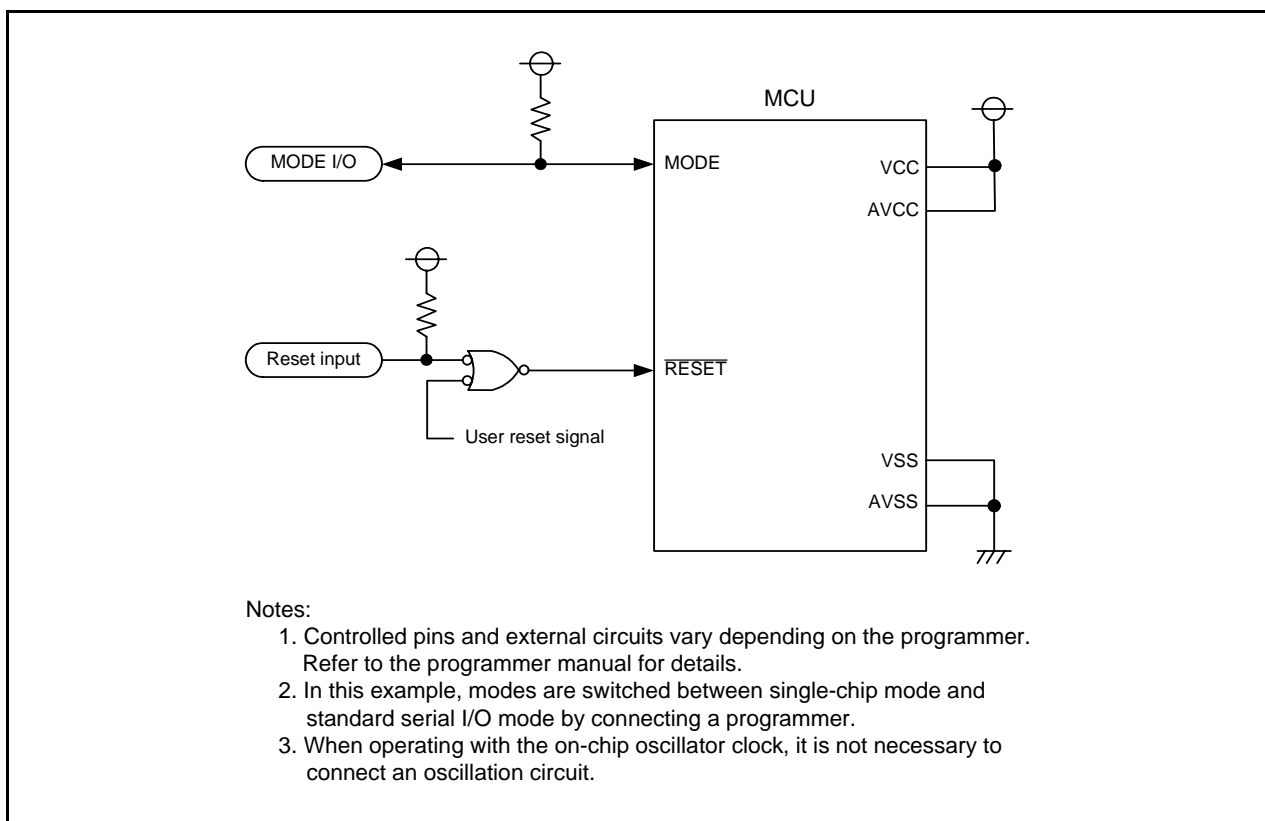 MCU
MODE I/O
MODE
VCC
AVCC
Reset input
RESET
User reset signal
VSS
AVSS
Notes:
1. Controlled pins and external circuits vary depending on the programmer.
Refer to the programmer manual for details.
2. In this example, modes are switched between single-chip mode and
standard serial I/O mode by connecting a programmer.
3. When operating with the on-chip oscillator clock, it is not necessary to
connect an oscillation circuit.